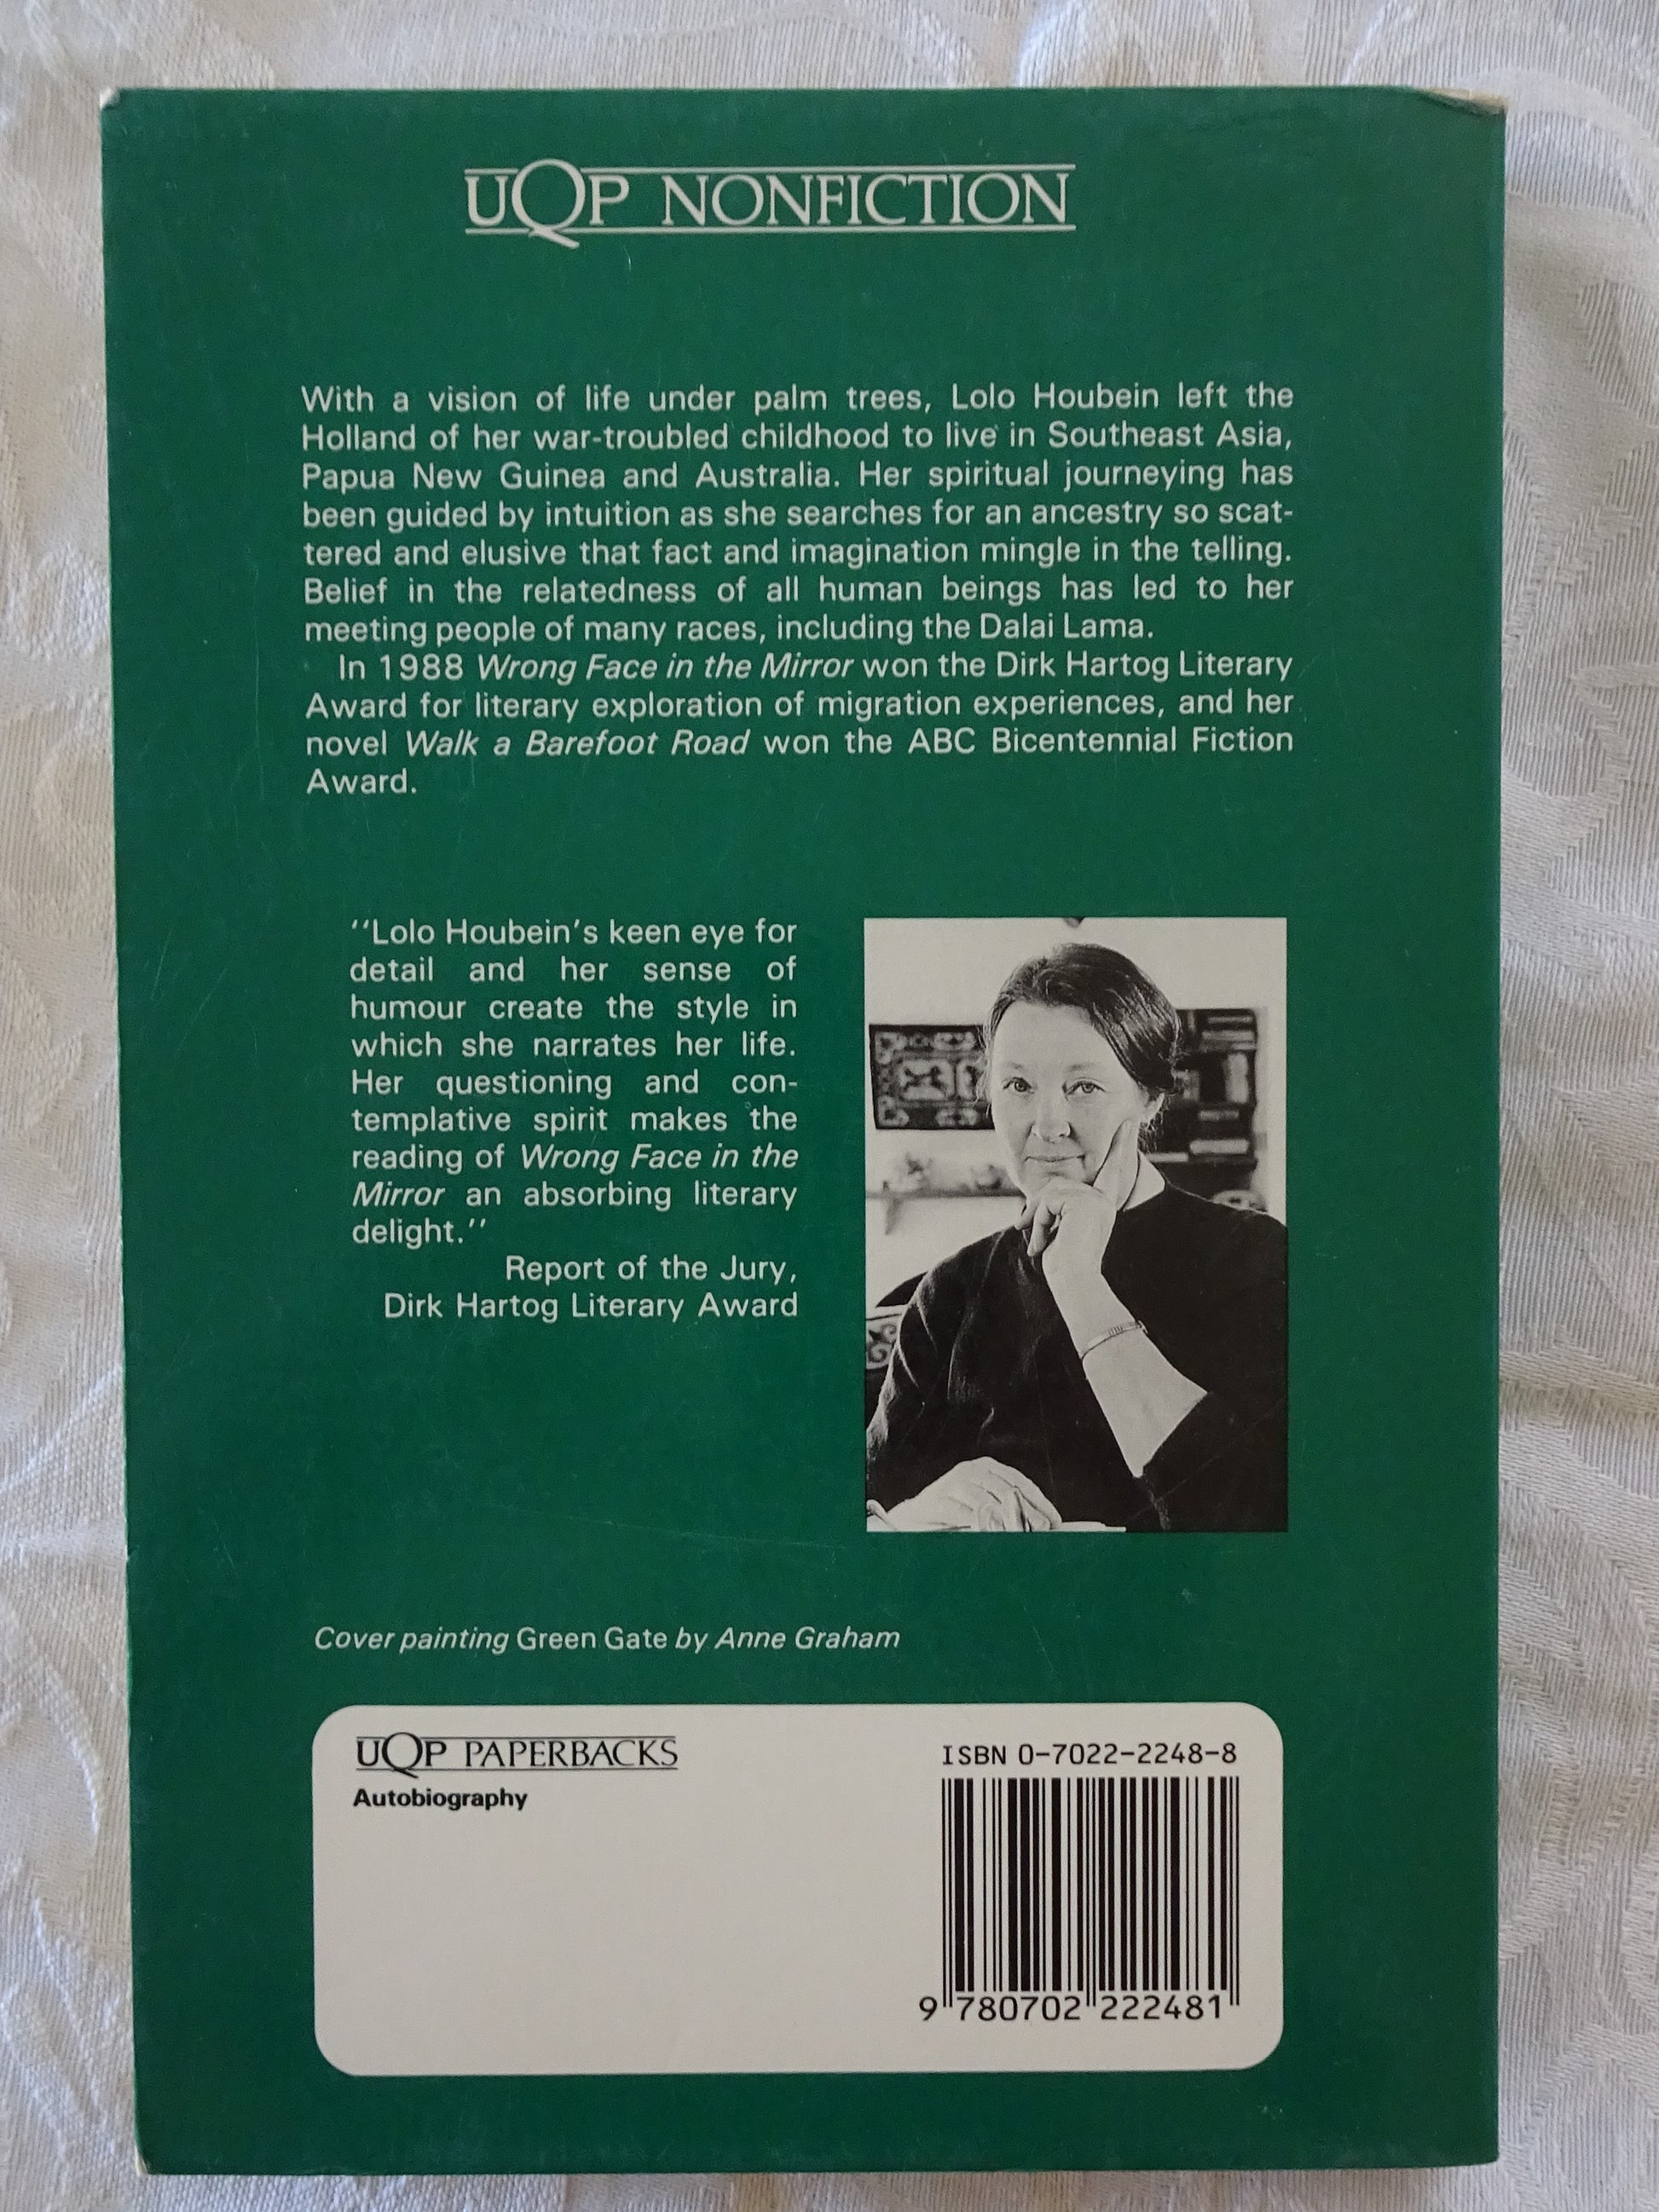 UQP NONFICTION
With a vision of life under palm trees, Lolo Houbein left the
Holland of her war-troubled childhood to live in Southeast Asia,
Papua New Guinea and Australia. Her spiritual journeying has
been guided by intuition as she searches for an ancestry so scat-
tered and elusive that fact and imagination mingle in the telling.
Belief in the relatedness of all human beings has led to her
meeting people of many races, including the Dalai Lama.
In 1988 Wrong Face in the Mirror won the Dirk Hartog Literary
Award for literary exploration of migration experiences, and her
novel Walk a Barefoot Road won the ABC Bicentennial Fiction
Award.
''Lolo Houbein's keen eye for
detail and her sense of
humour create the style in
which she narrates her life.
Her questioning and con-
templative spirit makes the
reading of Wrong Face in the
Mirror an absorbing literary
delight.''
Report of the Jury,
Dirk Hartog Literary Award
Cover painting Green Gate by Anne Graham
UQP PAPERBACKS
Autobiography
ISBN 0-7022-2248-8
9 780702 222481